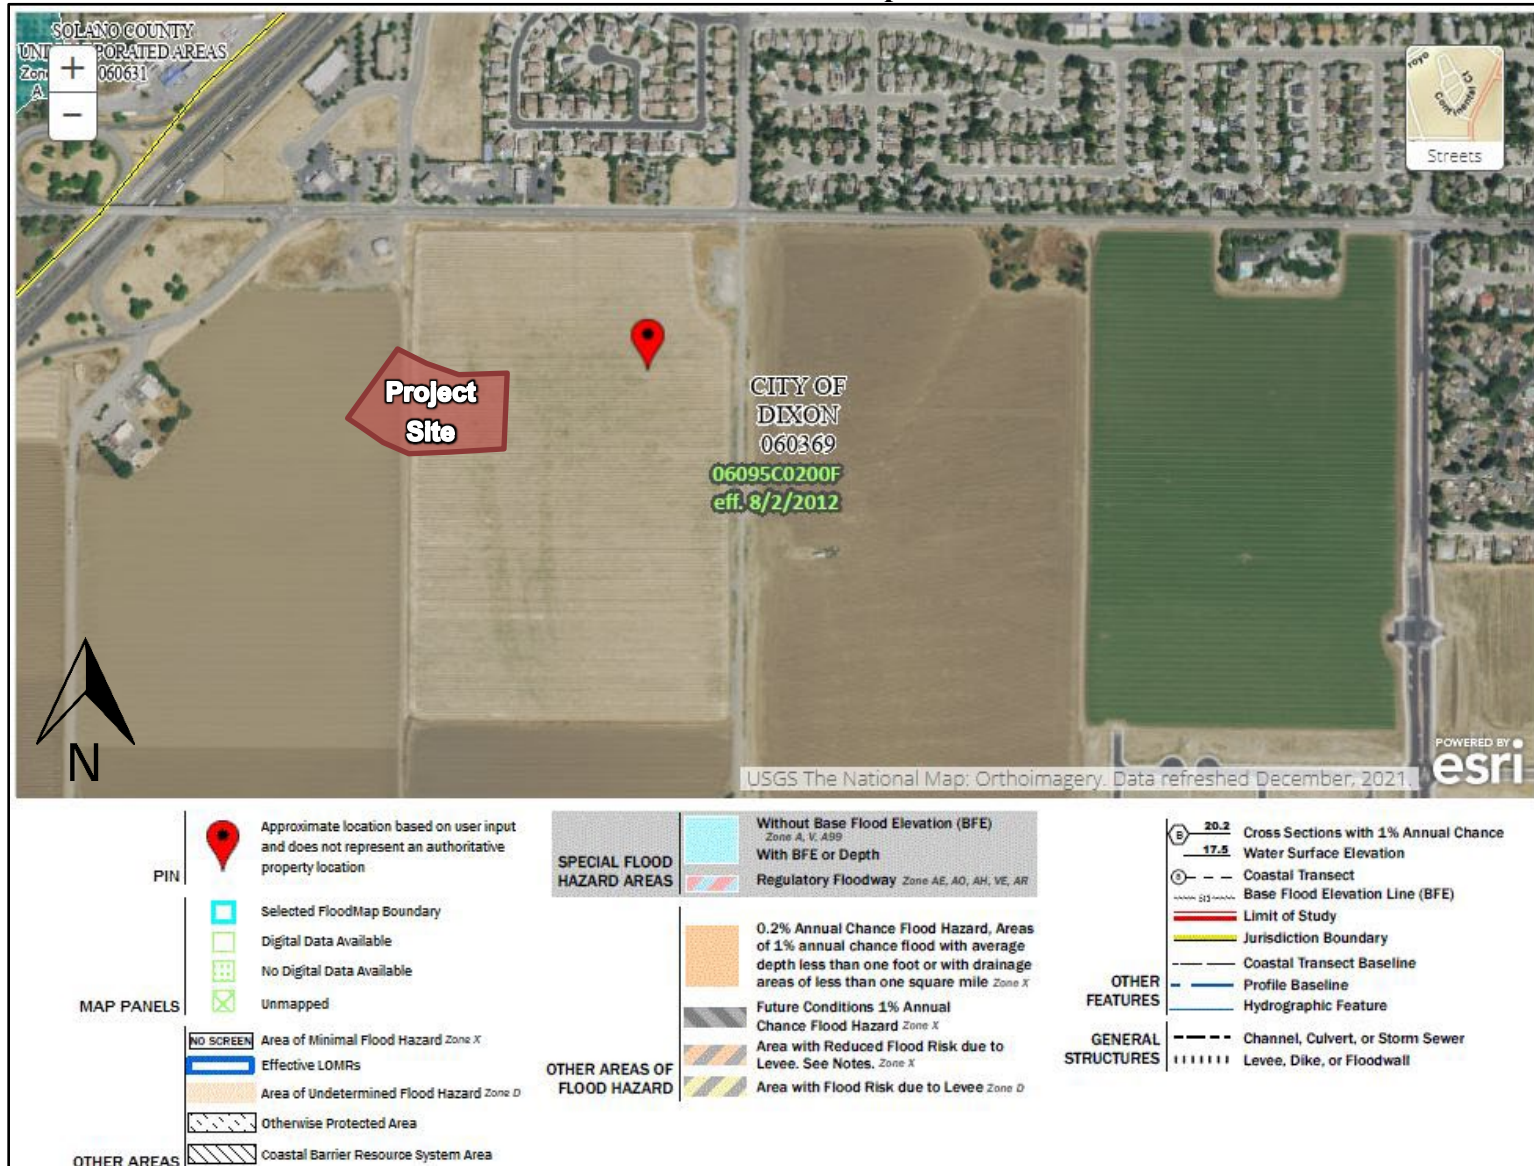 SOLANO COUNTY
PORATED AREAS
060631
A
+
−
royo
Continental
Ct
Streets
Project
Site
CITY OF
DIXON
060369
06095C0200F
eff. 8/2/2012
N
POWERED BY
esri
USGS The National Map: Orthoimagery. Data refreshed December, 2021.
PIN
Approximate location based on user input
and does not represent an authoritative
property location
MAP PANELS
Selected FloodMap Boundary
Digital Data Available
No Digital Data Available
Unmapped
OTHER AREAS
NO SCREEN Area of Minimal Flood Hazard Zone X
Effective LOMRs
Area of Undetermined Flood Hazard Zone D
Otherwise Protected Area
Coastal Barrier Resource System Area
SPECIAL FLOOD
HAZARD AREAS
Without Base Flood Elevation (BFE)
Zone A, V, A99
With BFE or Depth
Regulatory Floodway Zone AE, AO, AH, VE, AR
OTHER AREAS OF
FLOOD HAZARD
0.2% Annual Chance Flood Hazard, Areas
of 1% annual chance flood with average
depth less than one foot or with drainage
areas of less than one square mile Zone X
Future Conditions 1% Annual
Chance Flood Hazard Zone X
Area with Reduced Flood Risk due to
Levee. See Notes. Zone X
Area with Flood Risk due to Levee Zone D
OTHER
FEATURES
B 20.2 Cross Sections with 1% Annual Chance
17.5 Water Surface Elevation
8 Coastal Transect
513 Base Flood Elevation Line (BFE)
Limit of Study
Jurisdiction Boundary
Coastal Transect Baseline
Profile Baseline
Hydrographic Feature
GENERAL
STRUCTURES
Channel, Culvert, or Storm Sewer
Levee, Dike, or Floodwall